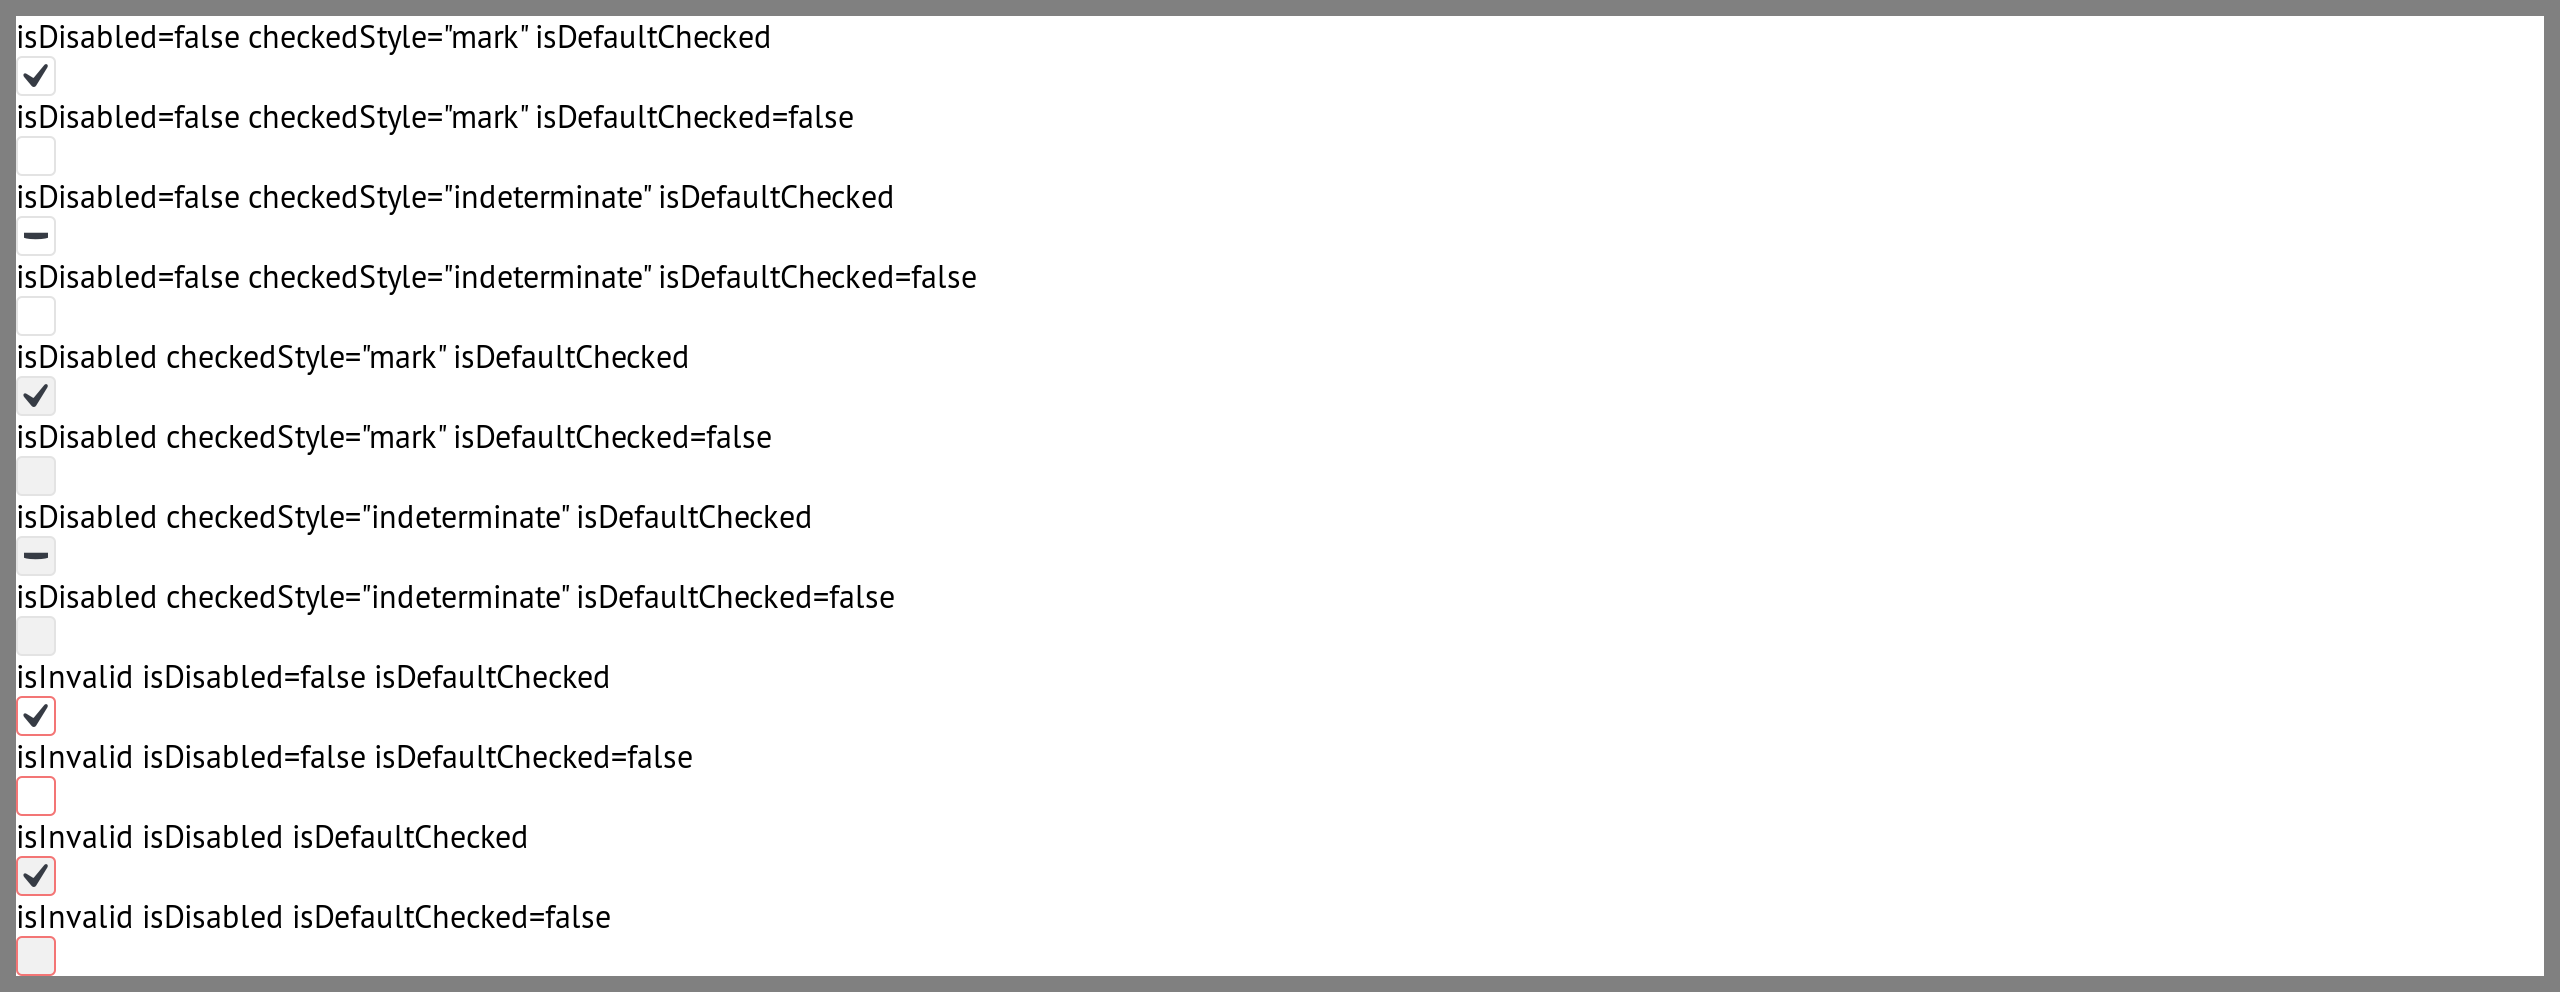 isDisabled=false checkedStyle="mark" isDefaultChecked
isDisabled=false checkedStyle="mark" isDefaultChecked=false
isDisabled=false checkedStyle="indeterminate" isDefaultChecked
isDisabled=false checkedStyle="indeterminate" isDefaultChecked=false
isDisabled checkedStyle="mark" isDefaultChecked
isDisabled checkedStyle="mark" isDefaultChecked=false
isDisabled checkedStyle="indeterminate" isDefaultChecked
isDisabled checkedStyle="indeterminate" isDefaultChecked=false
isInvalid isDisabled=false isDefaultChecked
isInvalid isDisabled=false isDefaultChecked=false
isInvalid isDisabled isDefaultChecked
isInvalid isDisabled isDefaultChecked=false